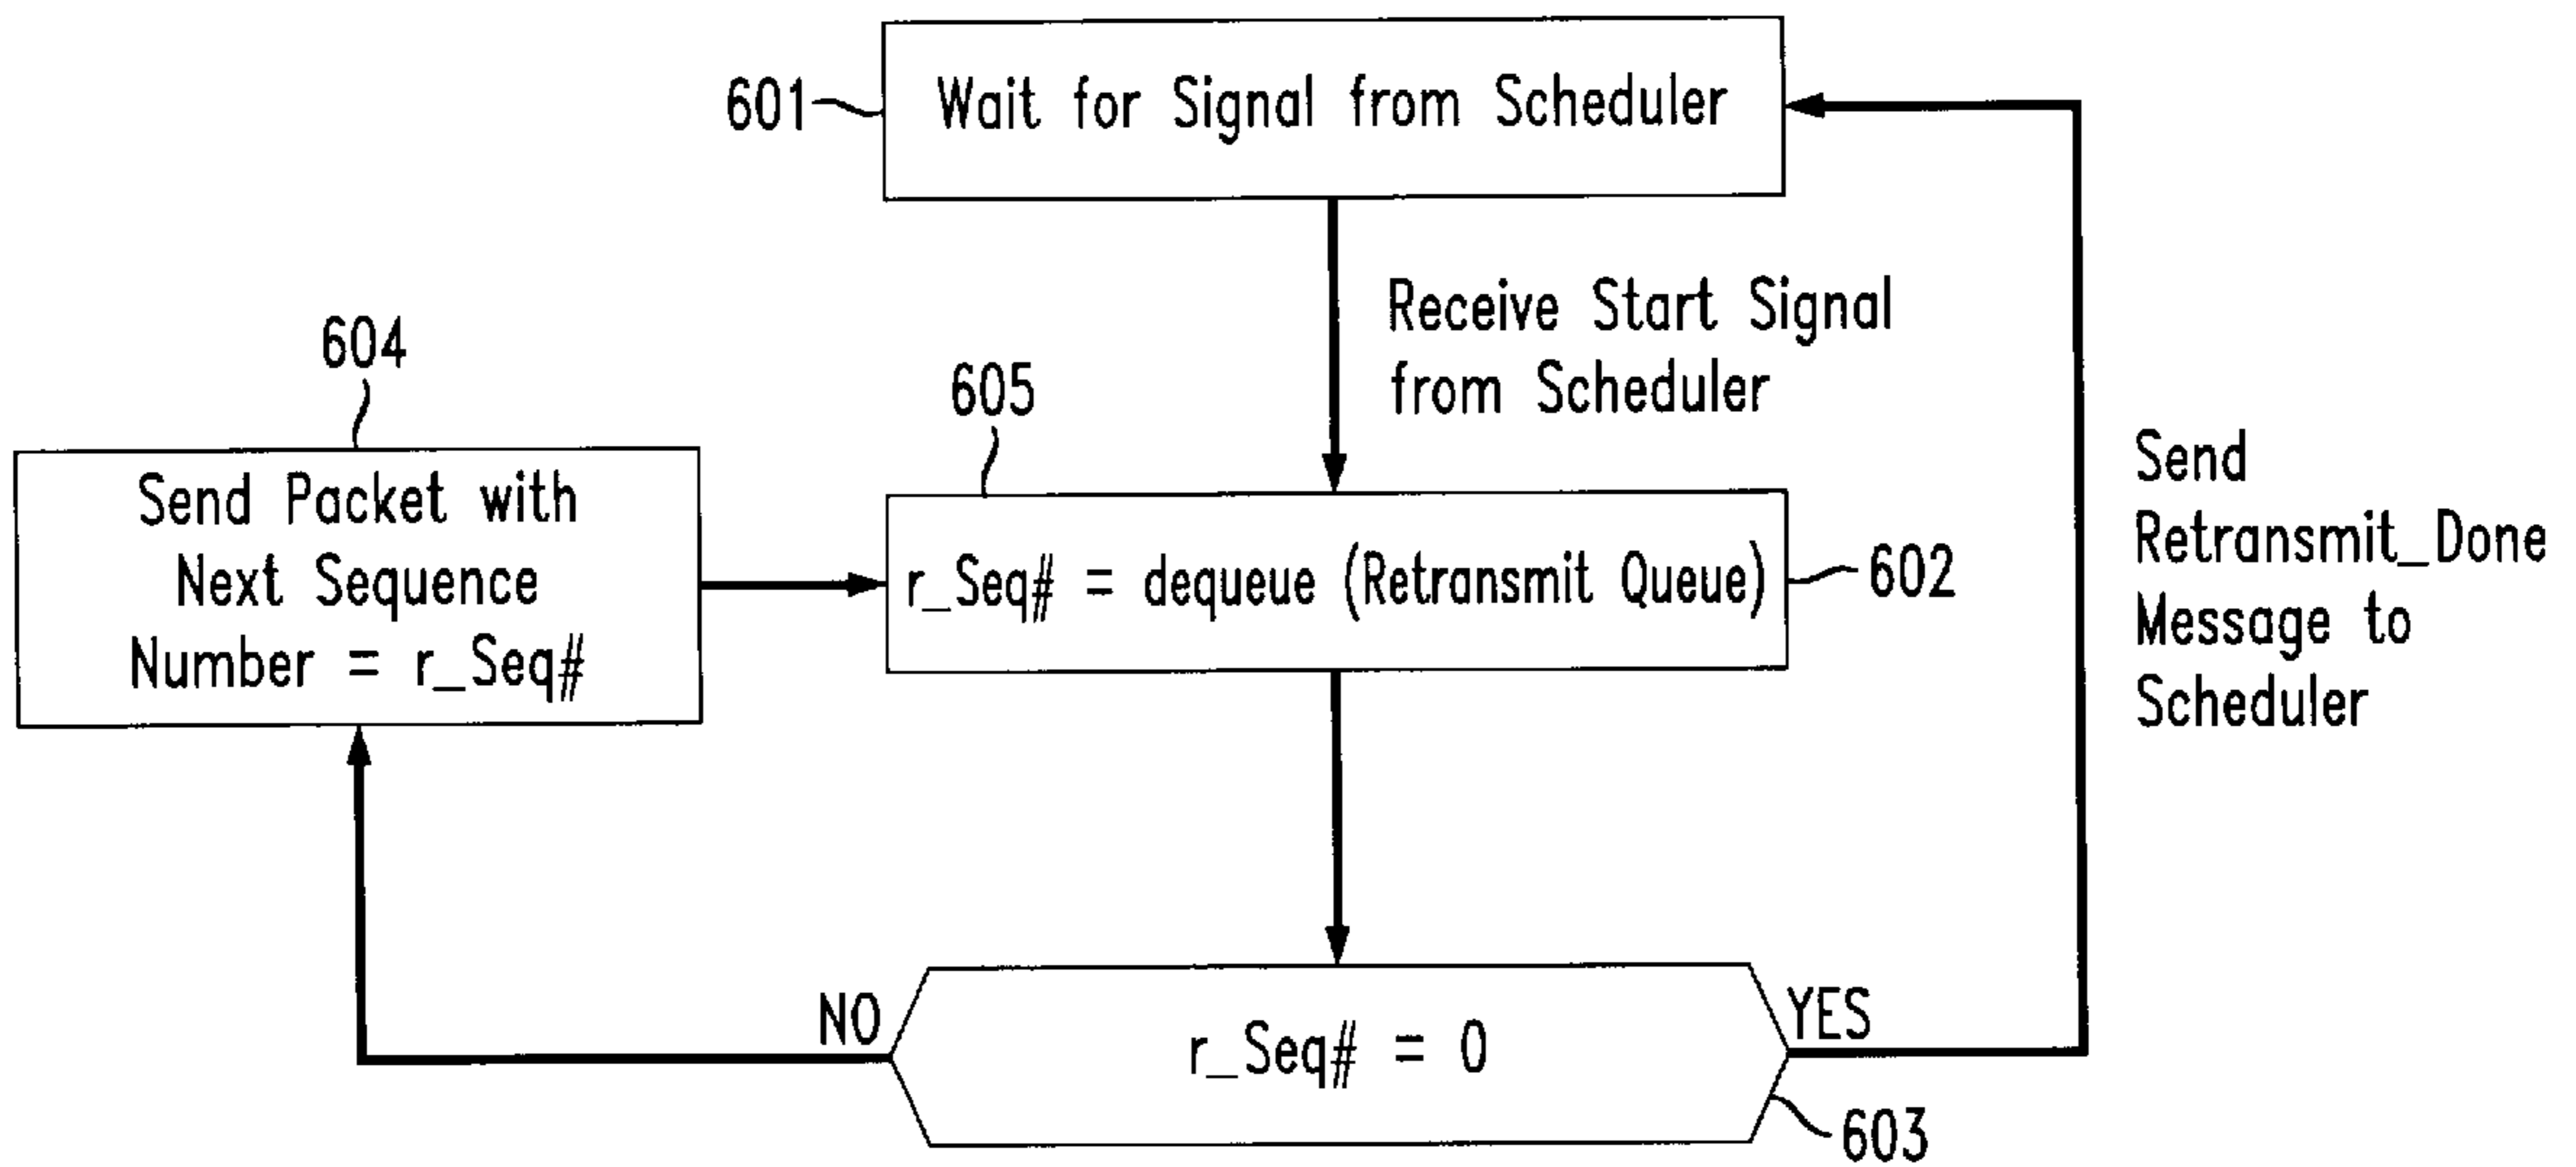 601
Wait for Signal from Scheduler
Receive Start Signal
from Scheduler
604
605
Send Packet with
Next Sequence
Number = r_Seq#
r_Seq# = dequeue (Retransmit Queue)
602
Send
Retransmit_Done
Message to
Scheduler
NO
r_Seq# = 0
YES
603